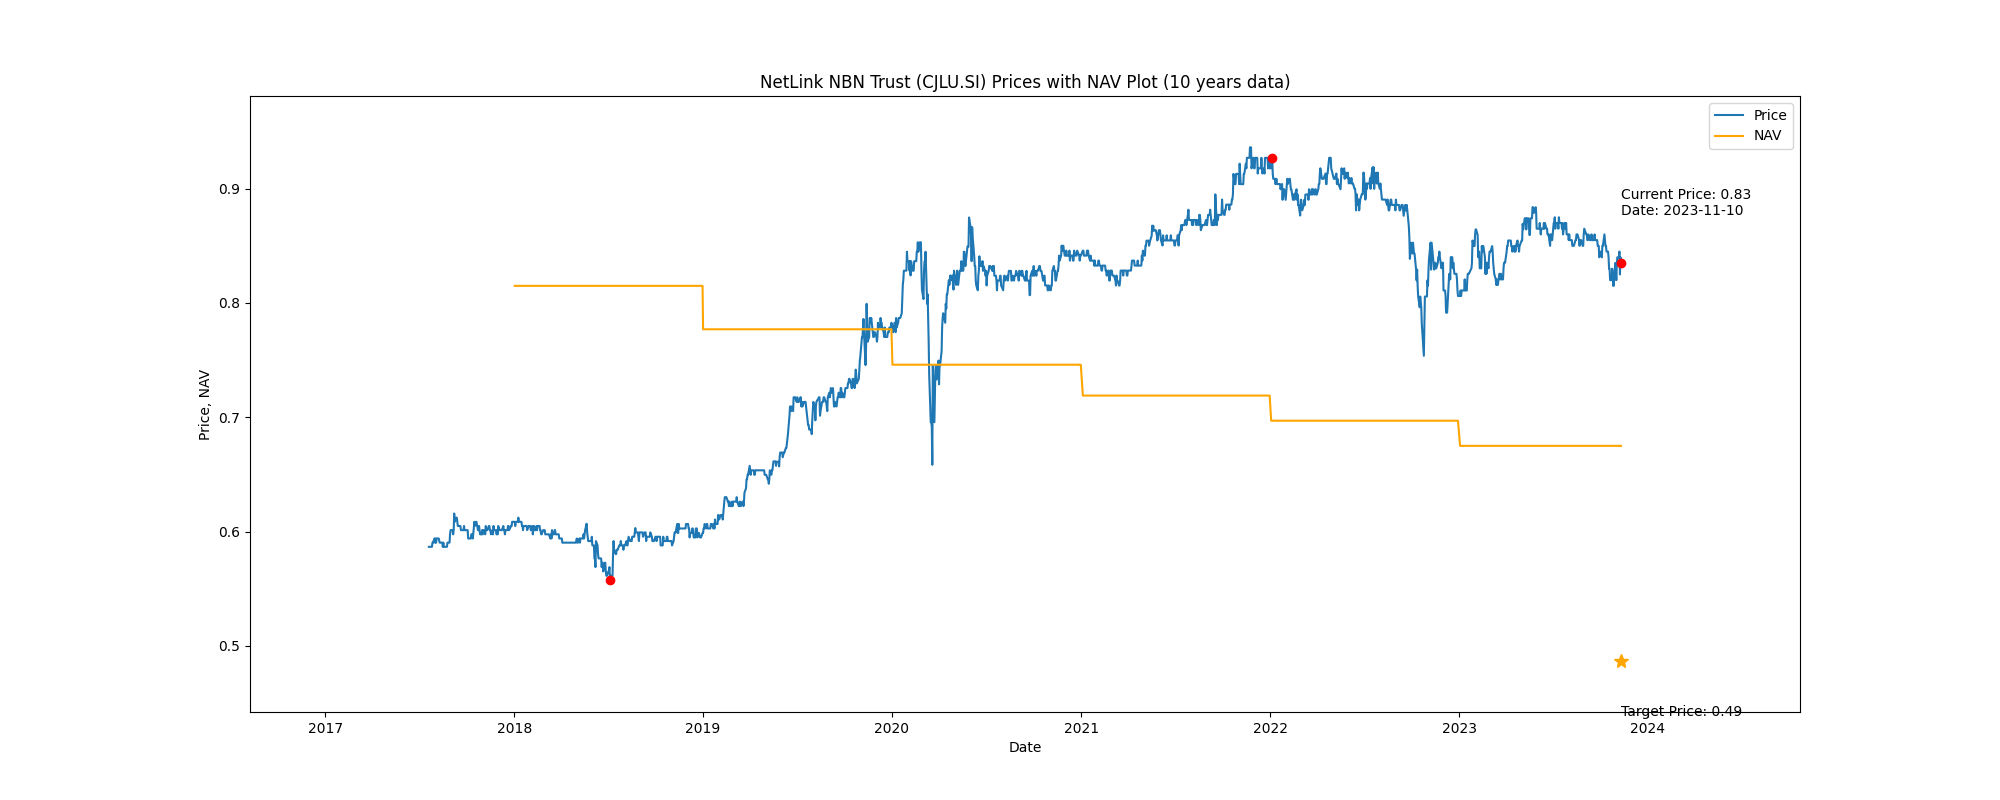 NetLink NBN Trust (CJLU.SI) Prices with NAV Plot (10 years data)
Price
NAV
Current Price: 0.83
Date: 2023-11-10
Target Price: 0.49
Price, NAV
0.9
0.8
0.7
0.6
0.5
2017
2018
2019
2020
2021
2022
2023
2024
Date